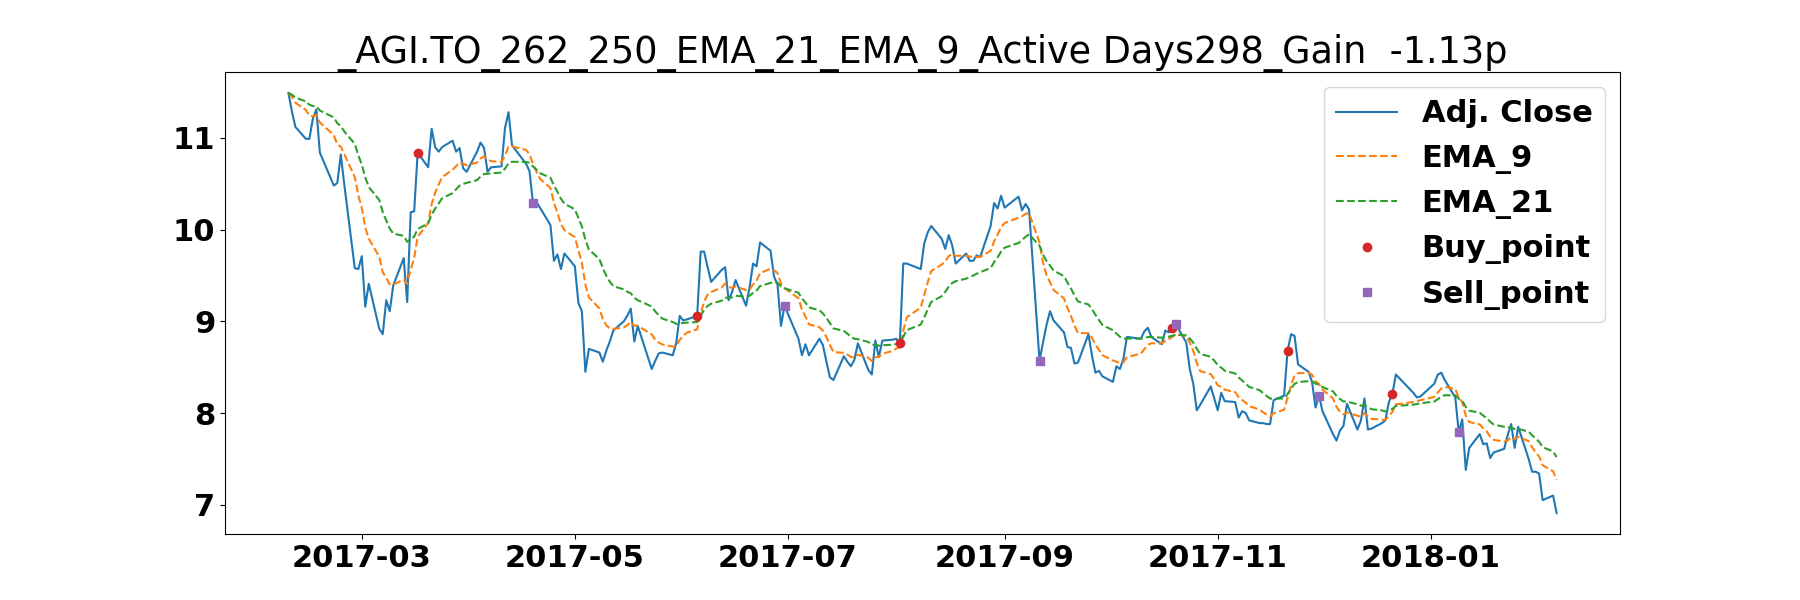 _AGI.TO_262_250_EMA_21_EMA_9_Active Days298_Gain  -1.13p
Adj. Close
EMA_9
EMA_21
Buy_point
Sell_point
11
10
9
8
7
2017-03
2017-05
2017-07
2017-09
2017-11
2018-01